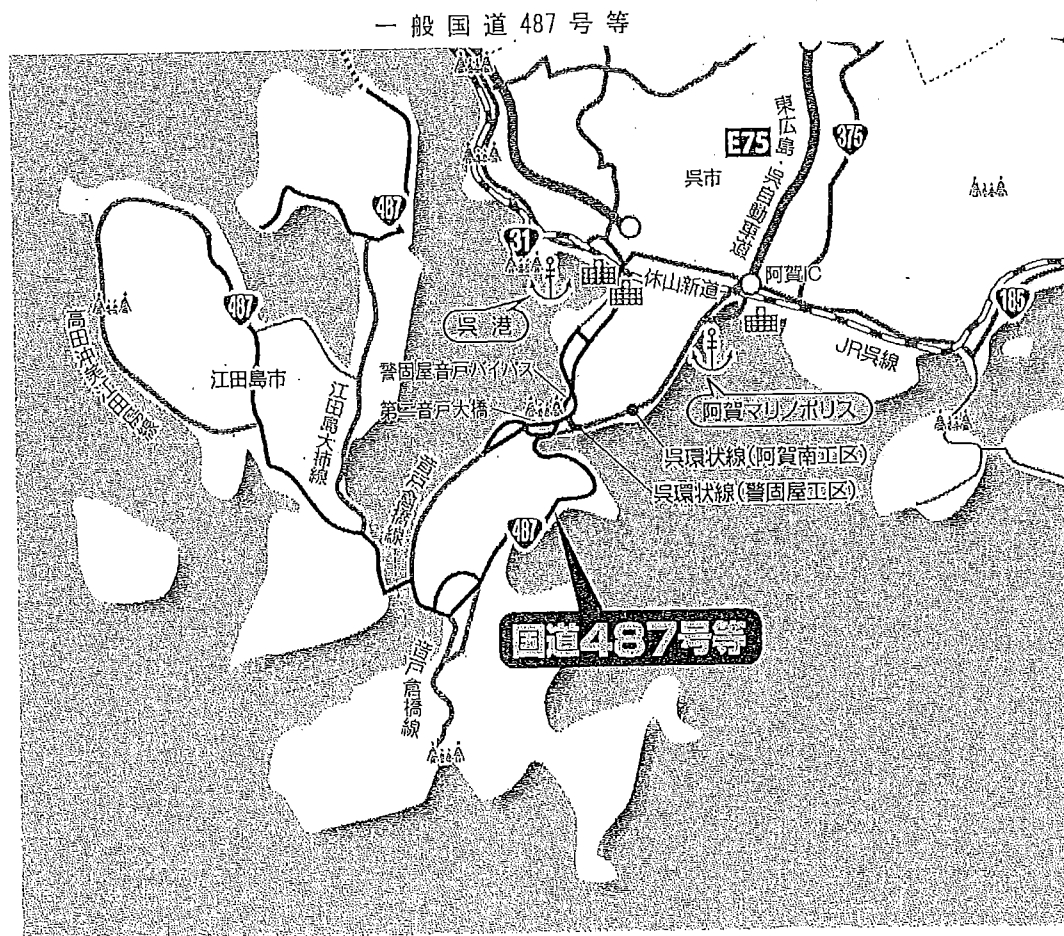 一般国道487号等
E75
東広島・呉自動車道
375
呉市
487
31
阿賀IC
休山新道
185
呉港
487
JR呉線
警固屋音戸バイパス
江田島市
江田島大柿線
第二音戸大橋
阿賀マリノポリス
呉環状線(阿賀南工区)
呉環状線(警固屋工区)
487
国道487号等
音戸倉橋線